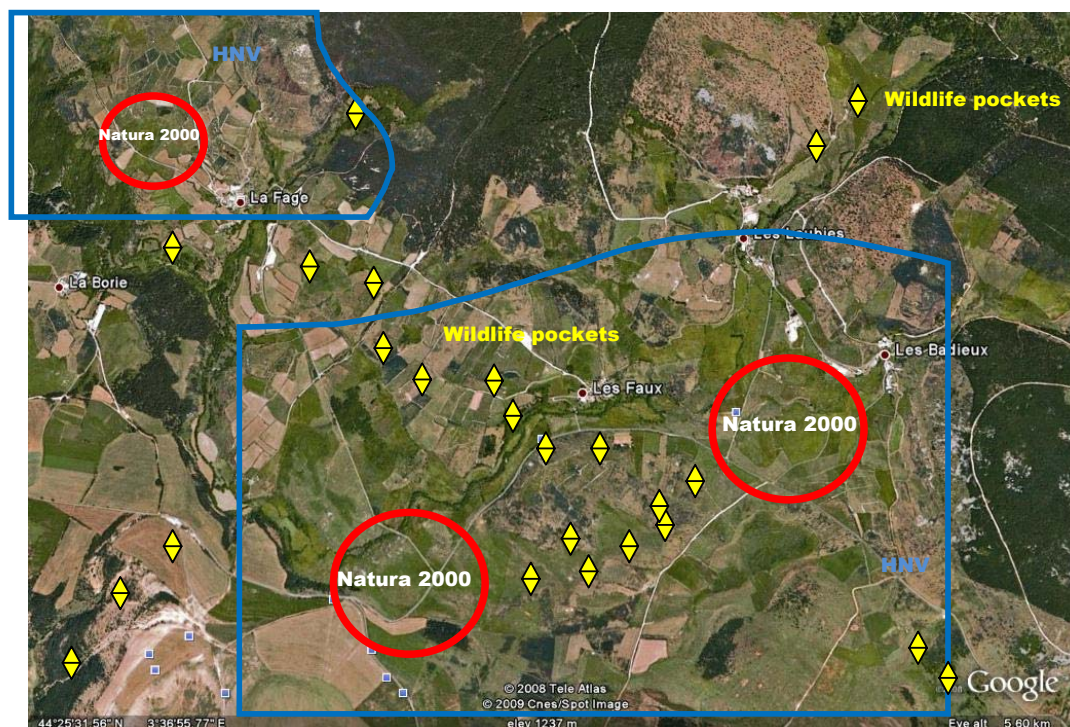 HNV
Wildlife pockets
Natura 2000
La Fage
Les Laubies
La Borie
Wildlife pockets
Les Badieux
Les Faux
Natura 2000
Natura 2000
HNV
© 2008 Tele Atlas
© 2009 Cnes/Spot Image
Google
44°25'31.56" N 3°36'55.77" E
elev 1237 m
Eye alt 5.60 km